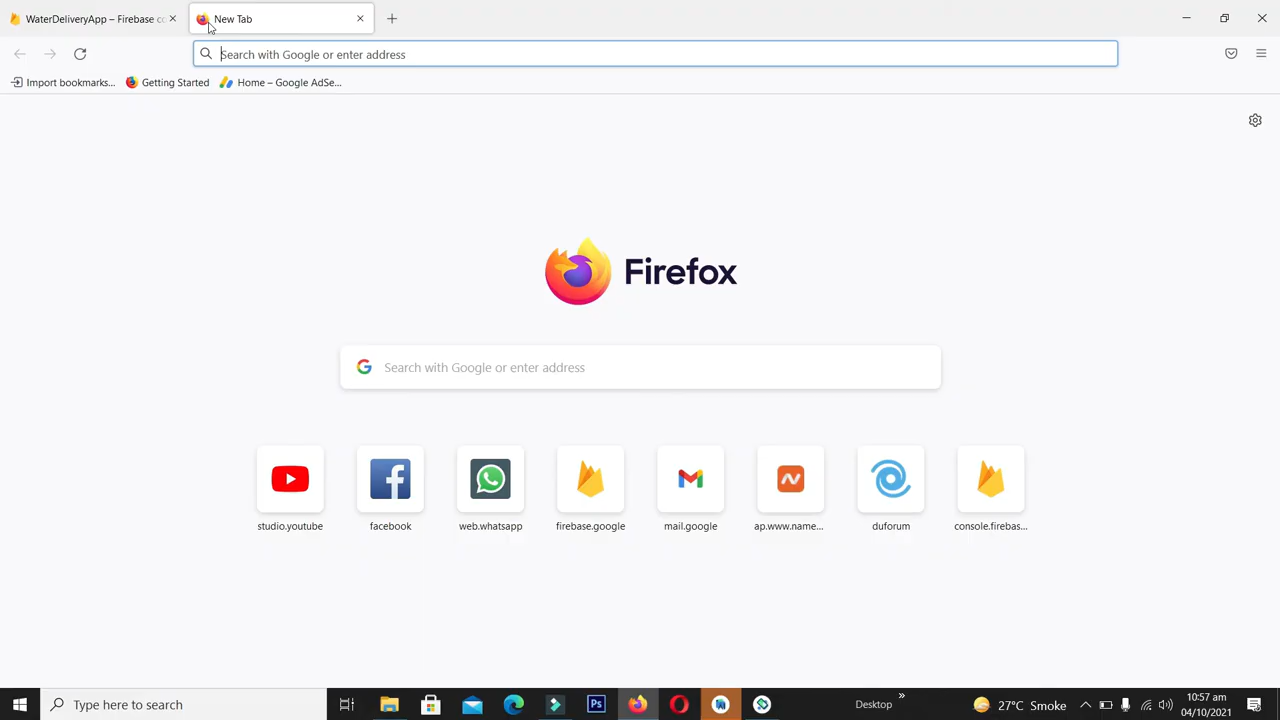 WaterDeliveryApp – Firebase co
New Tab
Search with Google or enter address
Import bookmarks...
Getting Started
Home – Google AdSe...
Firefox
Search with Google or enter address
studio.youtube
facebook
web.whatsapp
firebase.google
mail.google
ap.www.name...
duforum
console.firebas...
Type here to search
Ps
Desktop
27°C Smoke
10:57 am
04/10/2021